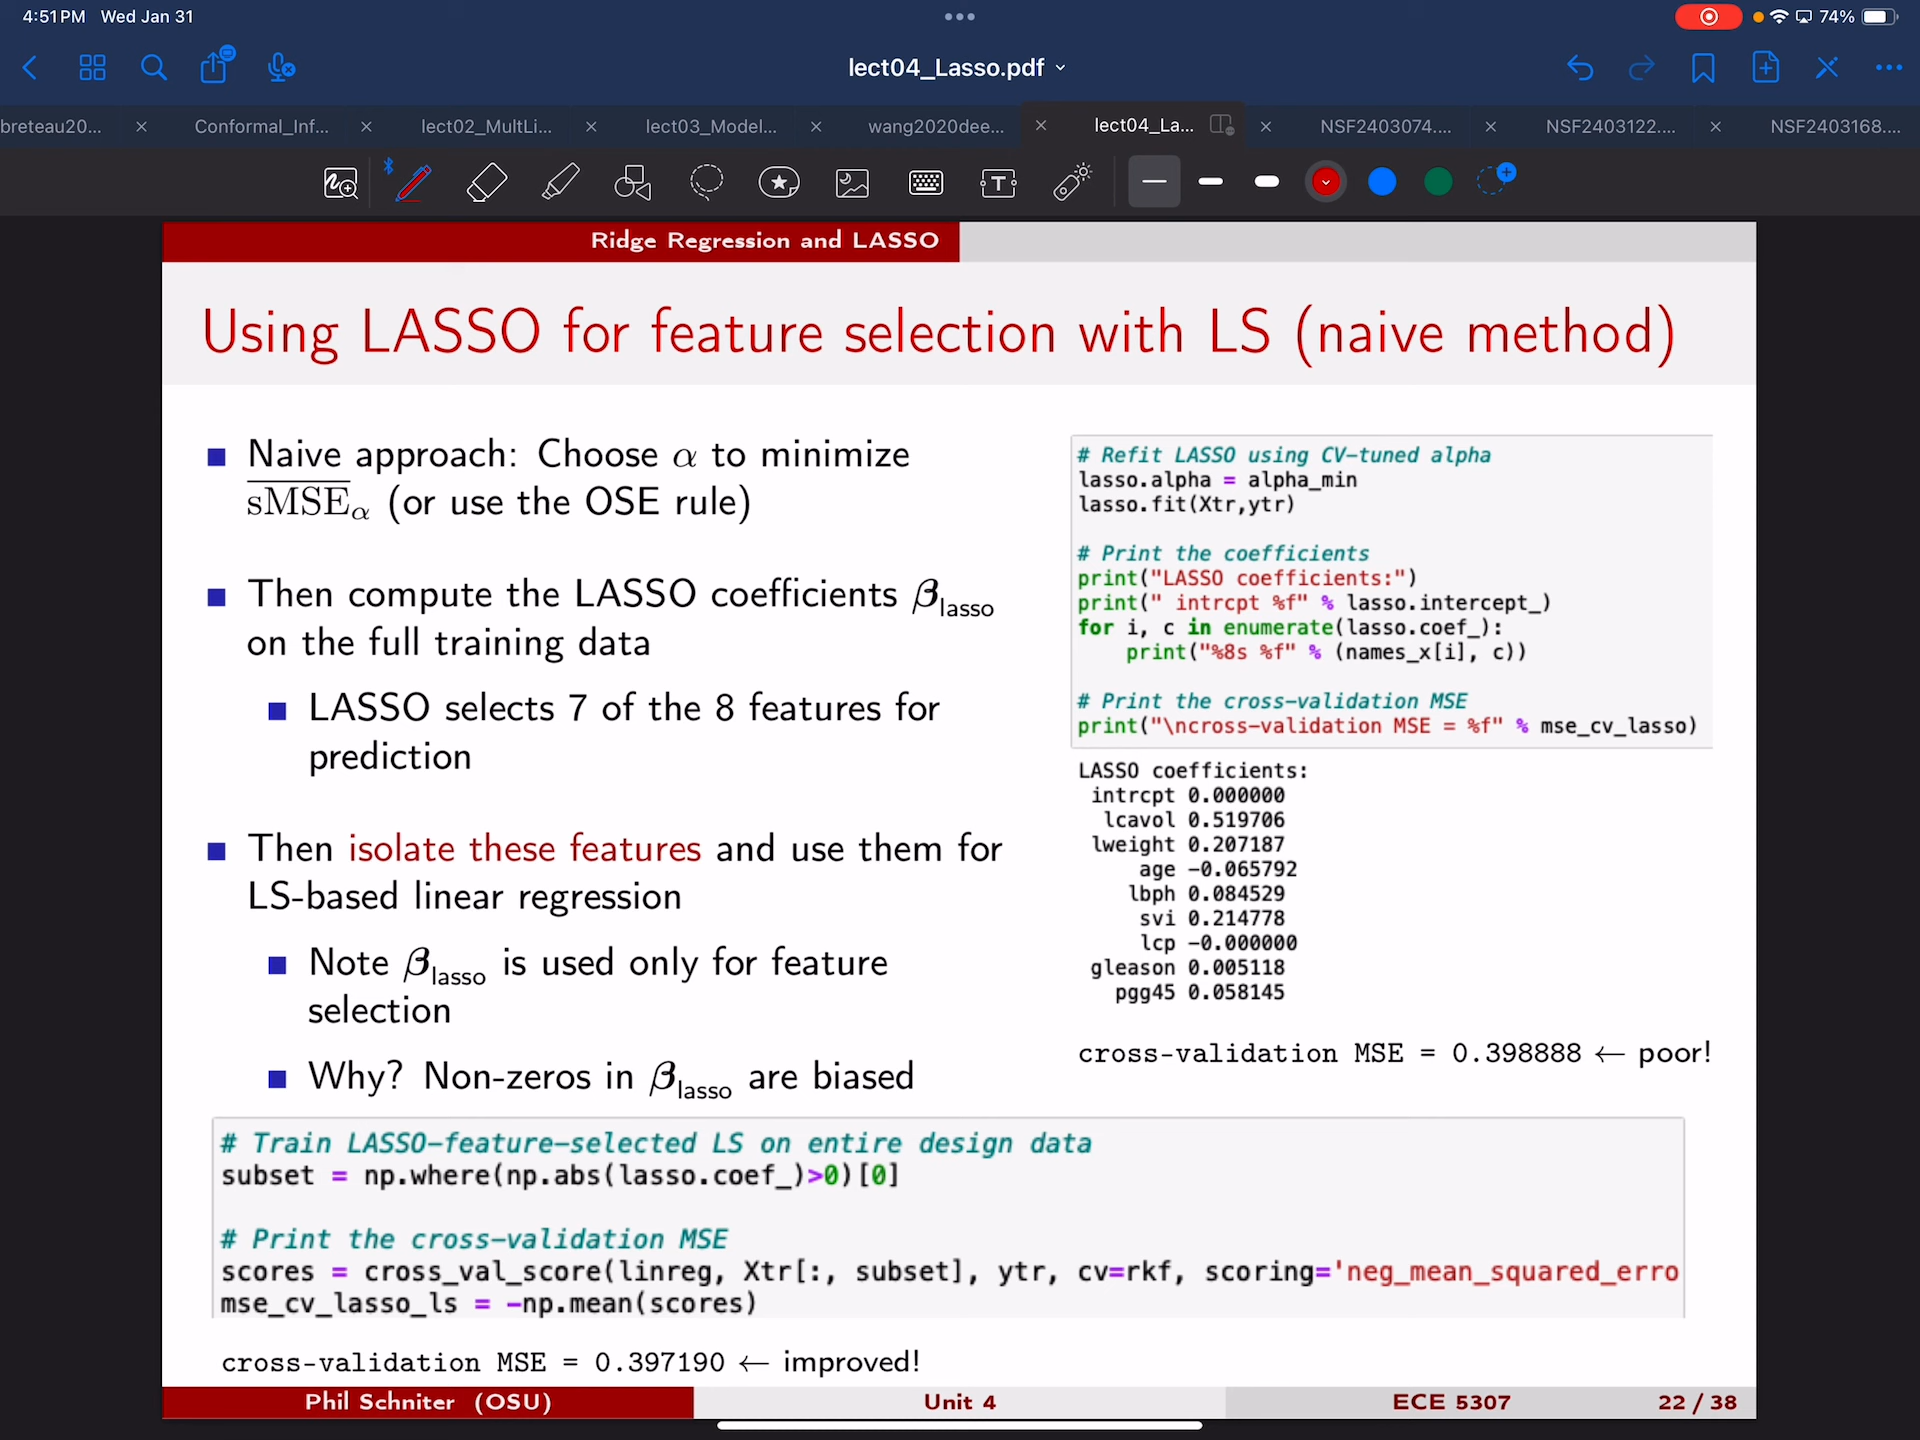 4:51PM Wed Jan 31
74%
lect04_Lasso.pdf
breteau20...
Conformal_Inf...
lect02_MultLi...
lect03_Model...
wang2020dee...
lect04_La...
NSF2403074....
NSF2403122....
NSF2403168....
Ridge Regression and LASSO
Using LASSO for feature selection with LS (naive method)
Naive approach: Choose α to minimize
s̅M̅S̅E̅α (or use the OSE rule)
Then compute the LASSO coefficients βlasso
on the full training data
LASSO selects 7 of the 8 features for
prediction
Then isolate these features and use them for
LS-based linear regression
Note βlasso is used only for feature
selection
Why? Non-zeros in βlasso are biased
# Refit LASSO using CV-tuned alpha
lasso.alpha = alpha_min
lasso.fit(Xtr,ytr)
# Print the coefficients
print("LASSO coefficients:")
print(" intrcpt %f" % lasso.intercept_)
for i, c in enumerate(lasso.coef_):
    print("%8s %f" % (names_x[i], c))
# Print the cross-validation MSE
print("\ncross-validation MSE = %f" % mse_cv_lasso)
LASSO coefficients:
intrcpt 0.000000
lcavol 0.519706
lweight 0.207187
age -0.065792
lbph 0.084529
svi 0.214778
lcp -0.000000
gleason 0.005118
pgg45 0.058145
cross-validation MSE = 0.398888 ← poor!
# Train LASSO-feature-selected LS on entire design data
subset = np.where(np.abs(lasso.coef_)>0)[0]
# Print the cross-validation MSE
scores = cross_val_score(linreg, Xtr[:, subset], ytr, cv=rkf, scoring='neg_mean_squared_erro
mse_cv_lasso_ls = -np.mean(scores)
cross-validation MSE = 0.397190 ← improved!
Phil Schniter (OSU)
Unit 4
ECE 5307
22 / 38